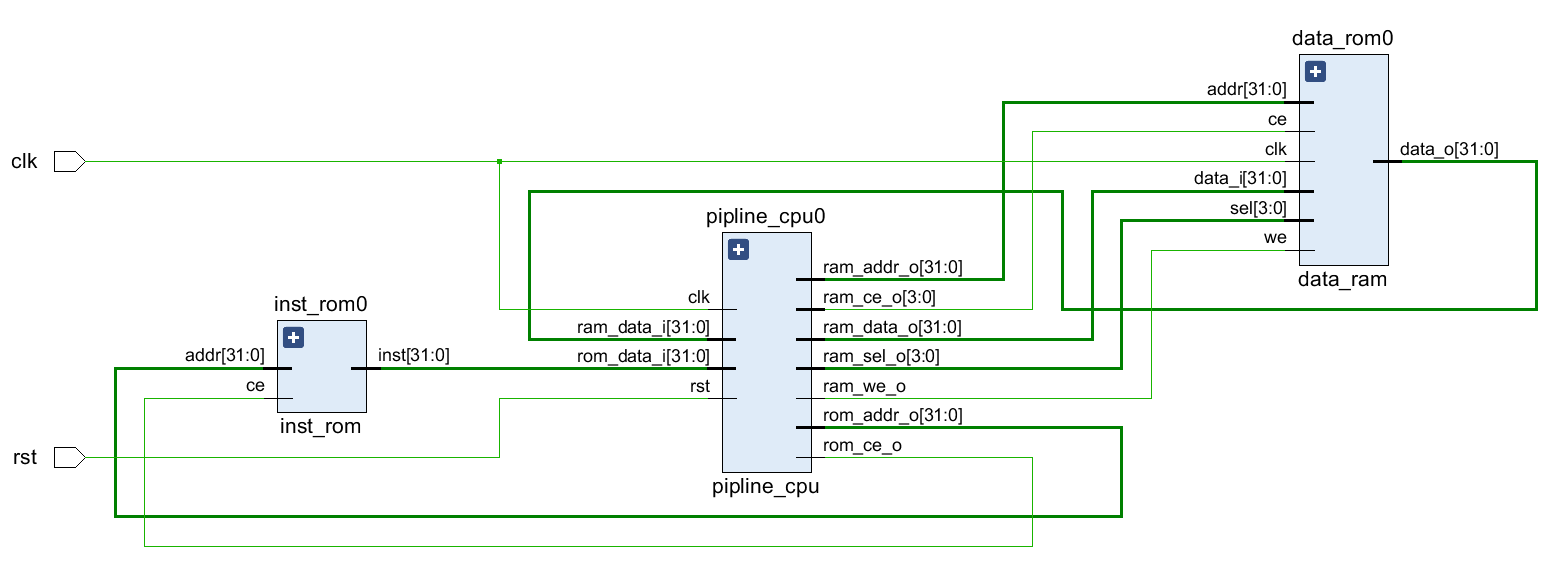 data_rom0
addr[31:0]
ce
clk
data_i[31:0]
sel[3:0]
we
data_o[31:0]
data_ram
clk
pipline_cpu0
clk
ram_data_i[31:0]
rom_data_i[31:0]
rst
ram_addr_o[31:0]
ram_ce_o[3:0]
ram_data_o[31:0]
ram_sel_o[3:0]
ram_we_o
rom_addr_o[31:0]
rom_ce_o
pipline_cpu
inst_rom0
addr[31:0]
ce
inst[31:0]
inst_rom
rst